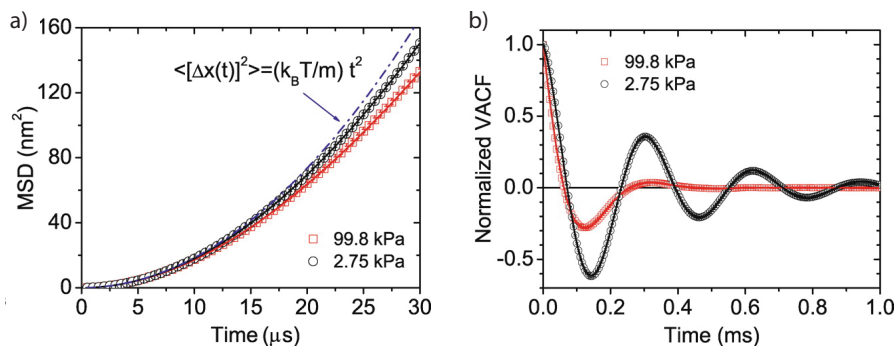 a)
160
120
80
40
0
MSD (nm²)
<[Δx(t)]²>=(k_BT/m) t²
99.8 kPa
2.75 kPa
0 5 10 15 20 25 30
Time (μs)
b)
1.0
0.5
0.0
-0.5
Normalized VACF
99.8 kPa
2.75 kPa
0.0 0.2 0.4 0.6 0.8 1.0
Time (ms)